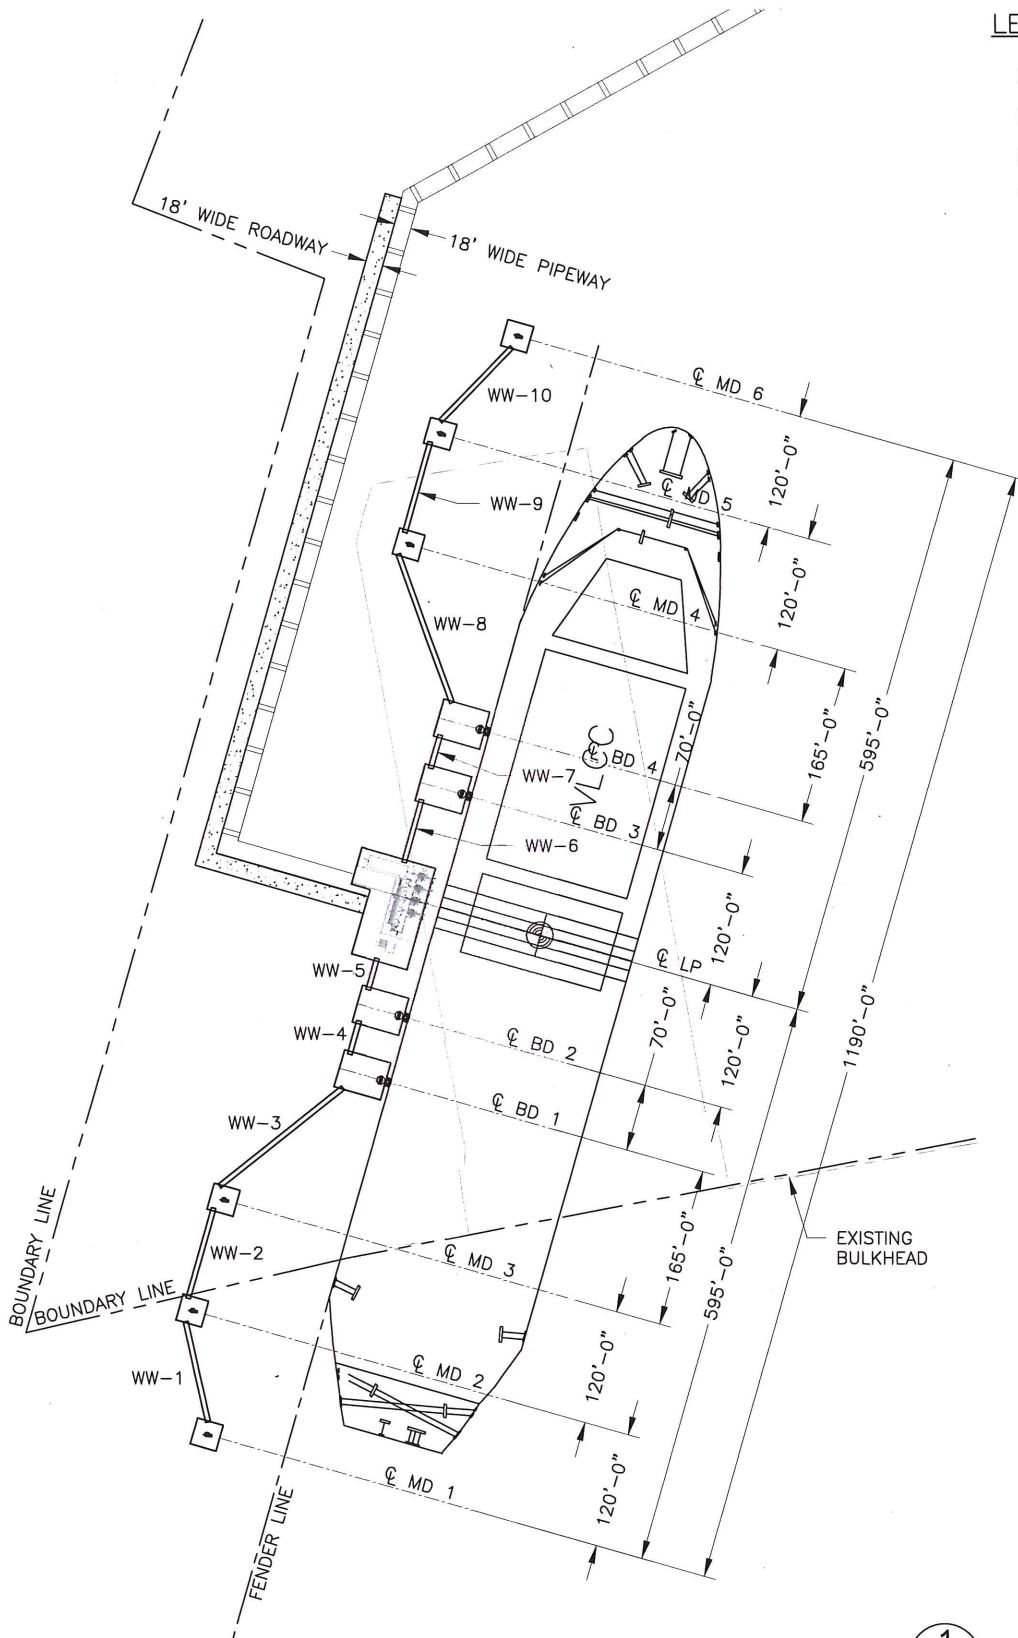 LE
18' WIDE ROADWAY
18' WIDE PIPEWAY
℄ MD 6
WW-10
120'-0"
℄ MD 5
WW-9
120'-0"
℄ MD 4
WW-8
595'-0"
165'-0"
70'-0"
VLCC
℄ BD 4
WW-7
℄ BD 3
WW-6
120'-0"
℄ LP
WW-5
1190'-0"
70'-0"
120'-0"
WW-4
℄ BD 2
℄ BD 1
WW-3
EXISTING
BULKHEAD
BOUNDARY LINE
WW-2
℄ MD 3
165'-0"
595'-0"
BOUNDARY LINE
WW-1
℄ MD 2
120'-0"
℄ MD 1
120'-0"
FENDER LINE
1